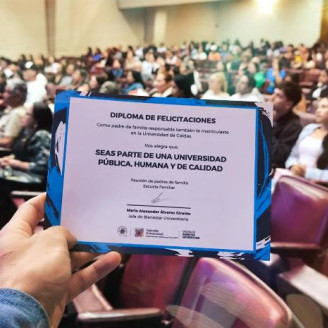 DIPLOMA DE FELICITACIONES
Como padre de familia responsable también te matriculaste
en la Universidad de Caldas,
Nos alegra que
SEAS PARTE DE UNA UNIVERSIDAD
PÚBLICA, HUMANA Y DE CALIDAD
Reunión de padres de familia
Escuela Familiar
Mario Alexander Álvarez Giraldo
Jefe de Bienestar Universitario